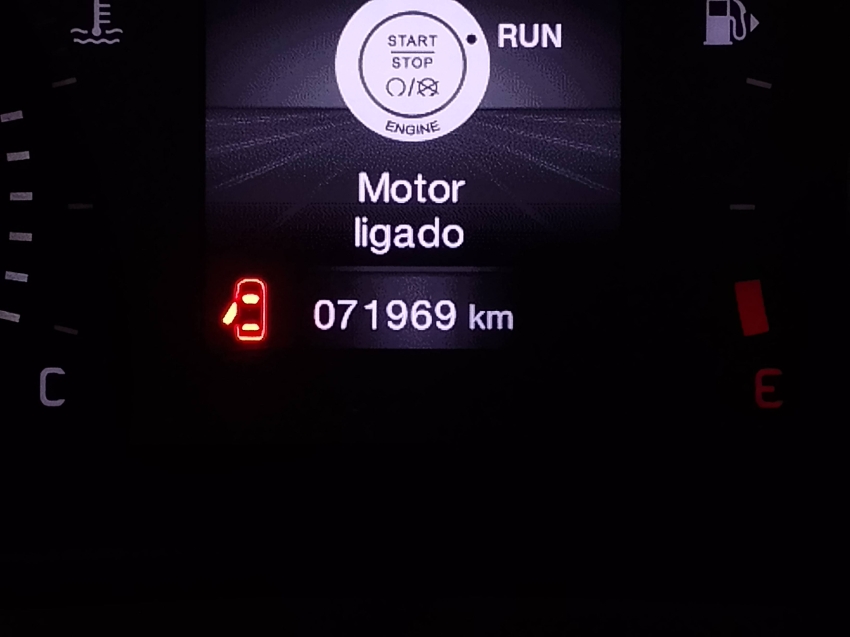 START
STOP
ENGINE
RUN
Motor
ligado
071969 km
C
E